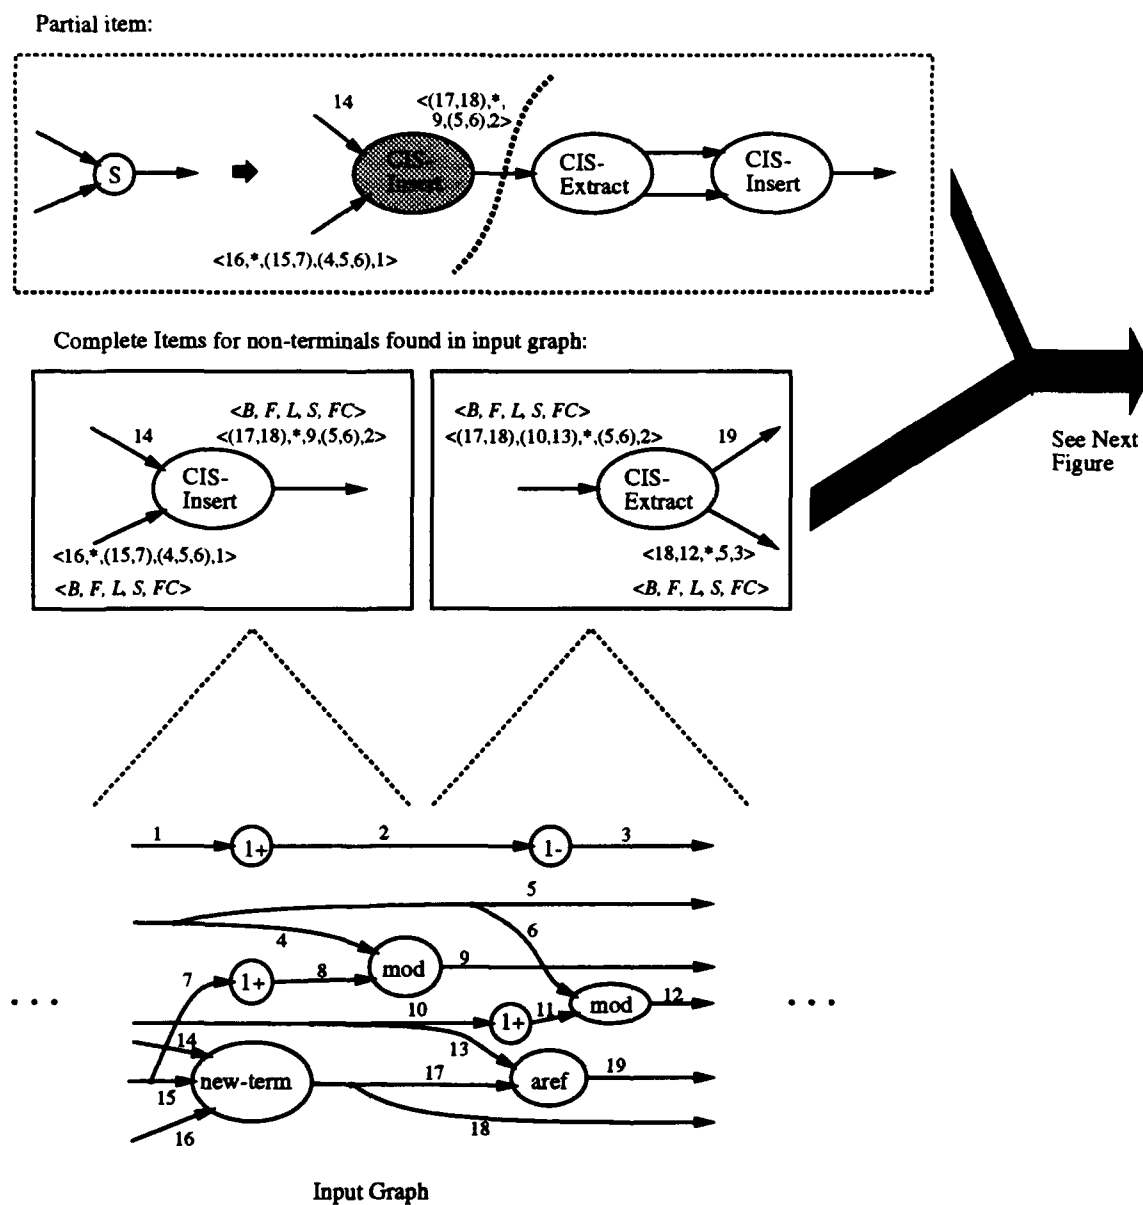 Partial item:
14
<(17,18),*,
9,(5,6),2>
S
CIS-
Insert
CIS-
Extract
CIS-
Insert
<16,*,(15,7),(4,5,6),1>
Complete Items for non-terminals found in input graph:
<B, F, L, S, FC>
<(17,18),*,9,(5,6),2>
14
CIS-
Insert
<16,*,(15,7),(4,5,6),1>
<B, F, L, S, FC>
<B, F, L, S, FC>
<(17,18),(10,13),*,(5,6),2>
19
CIS-
Extract
<18,12,*,5,3>
<B, F, L, S, FC>
See Next
Figure
1
1+
2
1-
3
5
4
6
7
1+
8
mod
9
. . .
10
1+
11
mod
12
. . .
14
13
new-term
17
aref
19
15
18
16
Input Graph